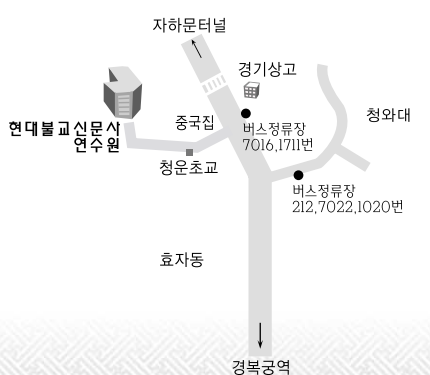 자하문터널
경기상고
중국집
버스정류장
7016,1711번
청와대
현대불교신문사
연수원
청운초교
버스정류장
212,7022,1020번
효자동
경복궁역